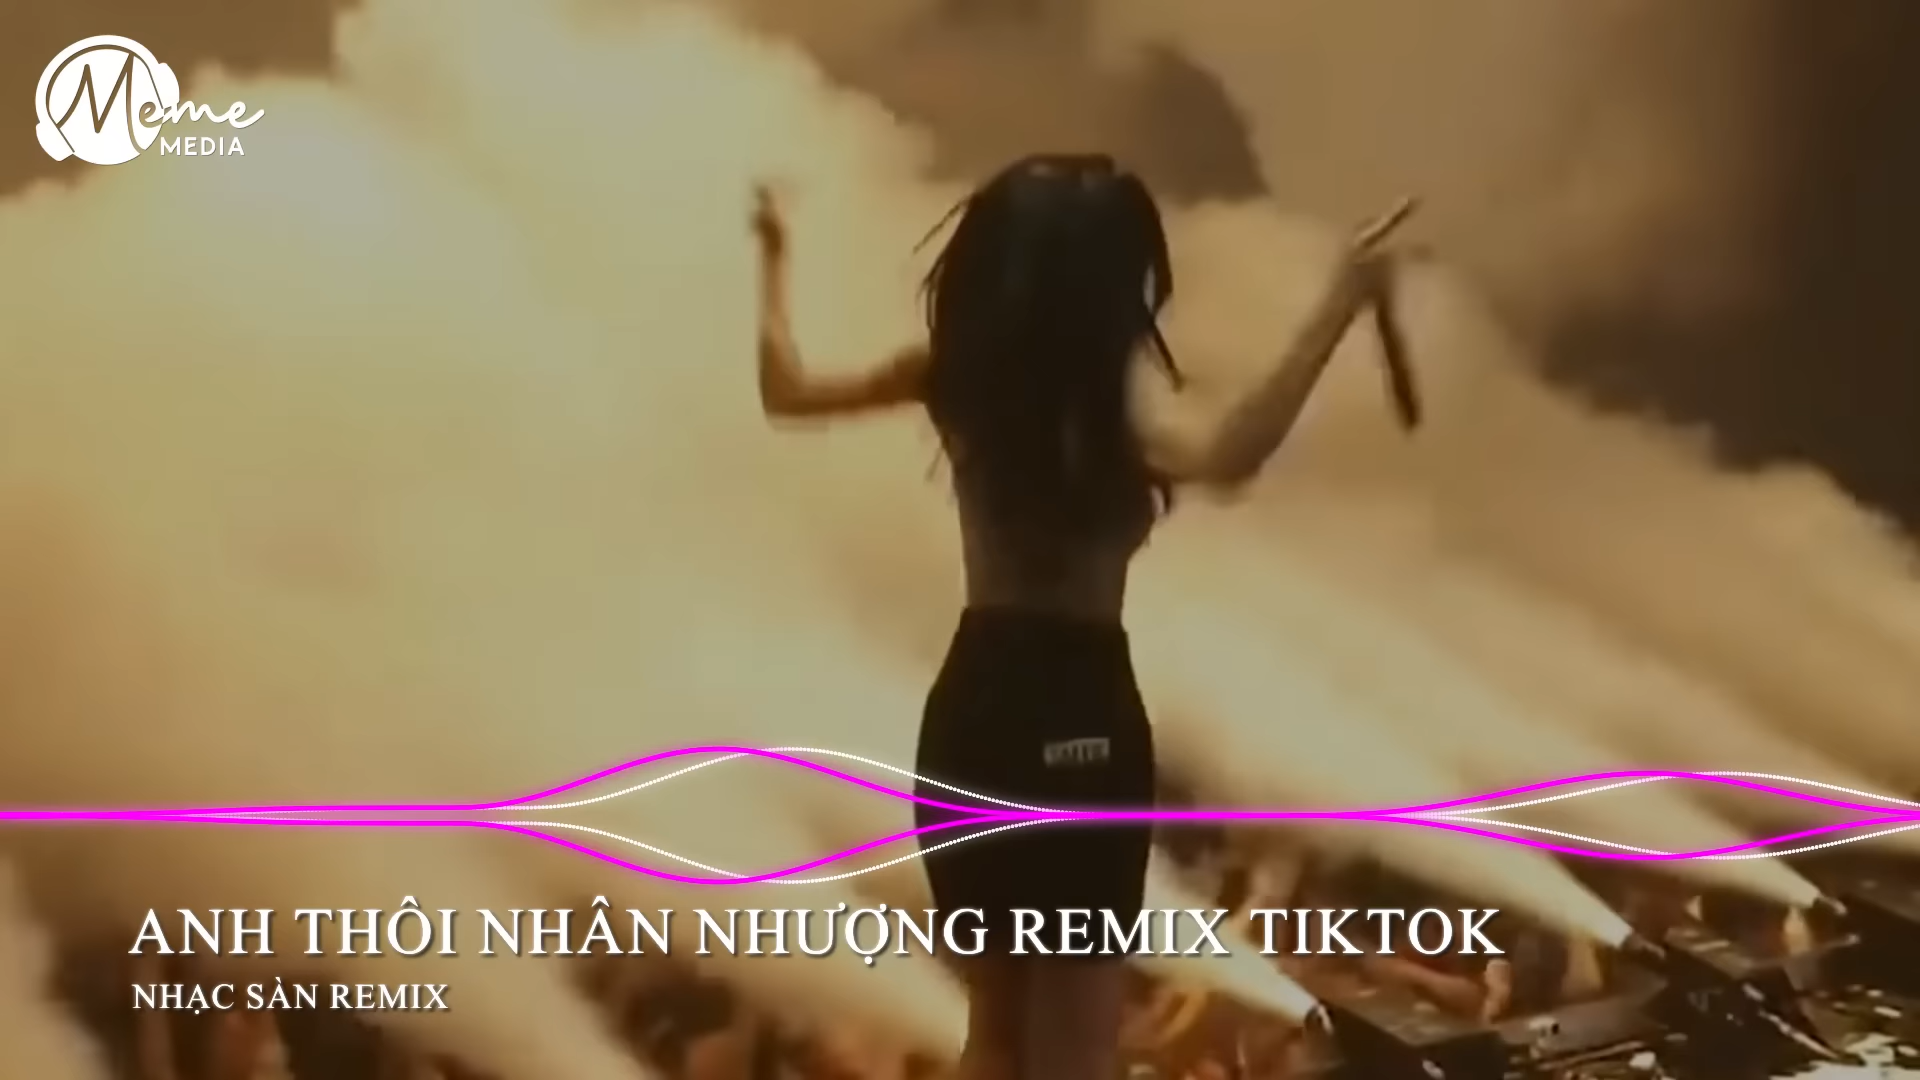 Meme
MEDIA
ANH THÔI NHÂN NHƯỢNG REMIX TIKTOK
NHẠC SÀN REMIX